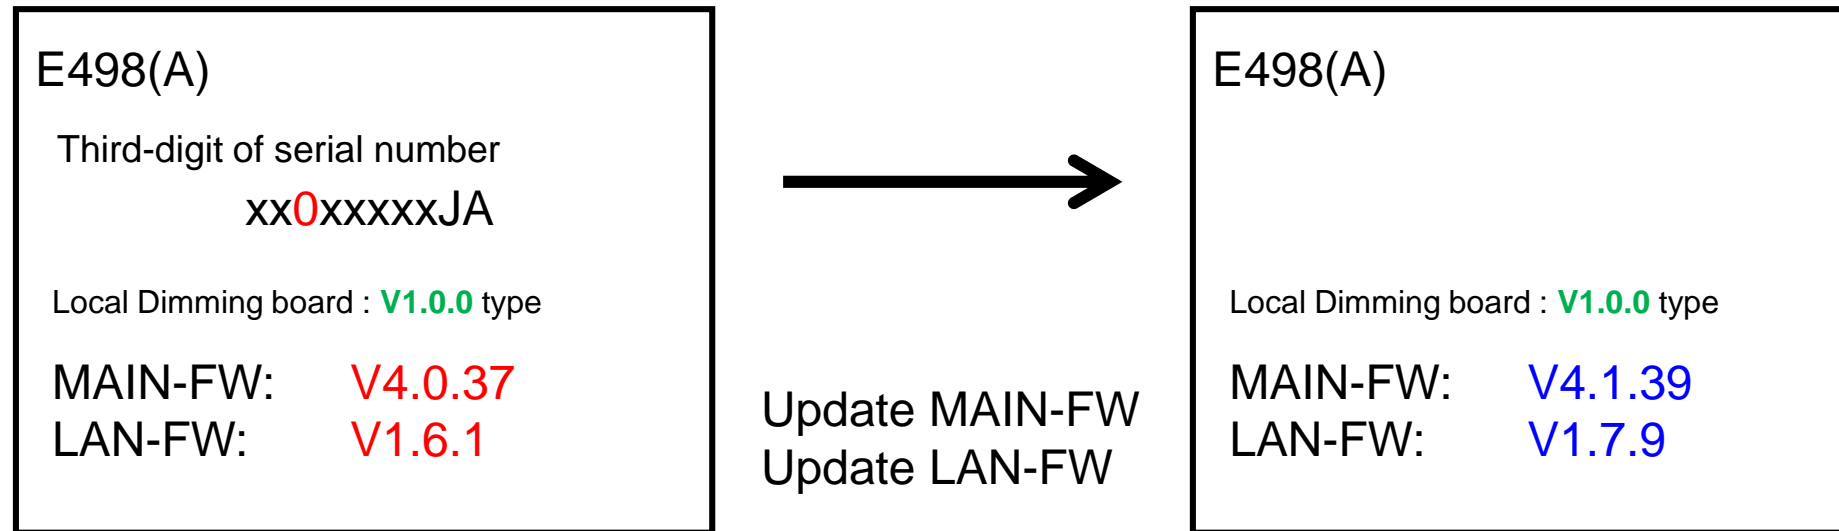 E498(A)
Third-digit of serial number
xx0xxxxxJA
Local Dimming board : V1.0.0 type
MAIN-FW: V4.0.37
LAN-FW: V1.6.1
Update MAIN-FW
Update LAN-FW
E498(A)
Local Dimming board : V1.0.0 type
MAIN-FW: V4.1.39
LAN-FW: V1.7.9